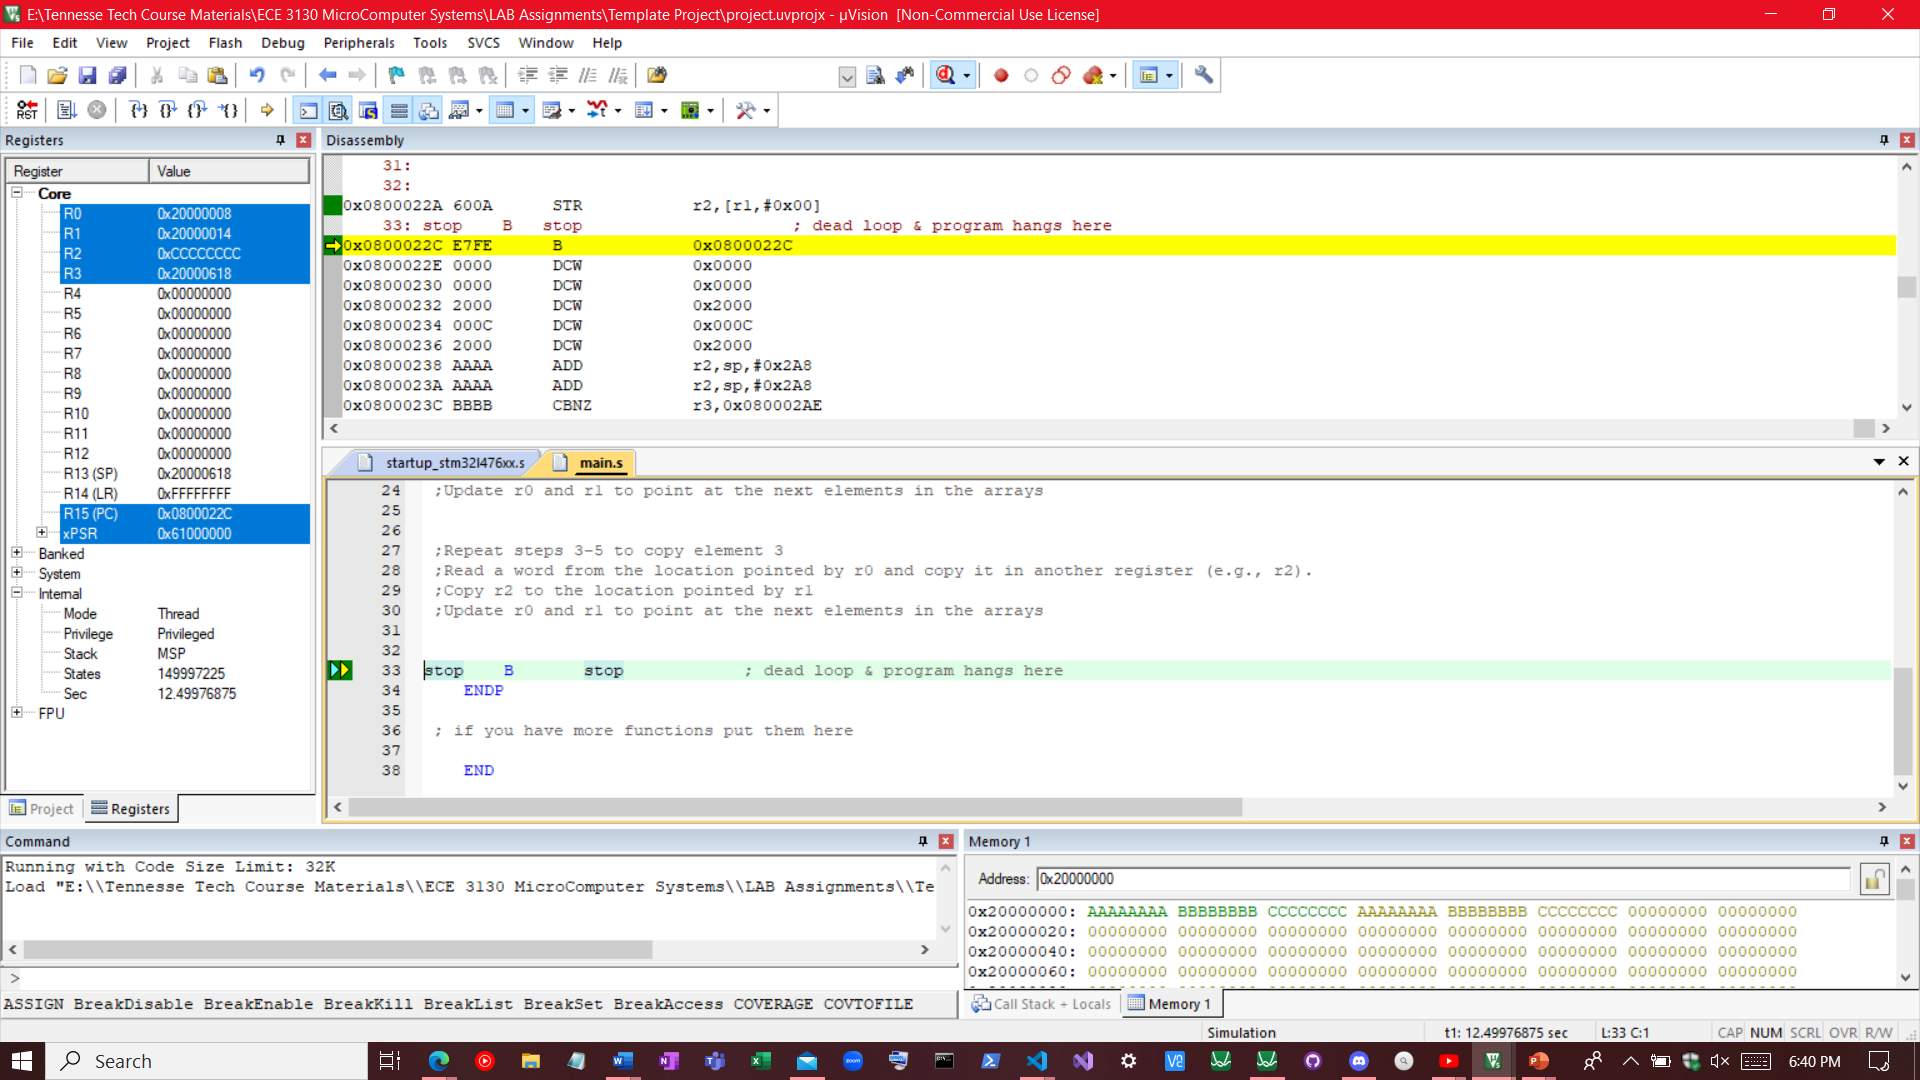 E:\Tennesse Tech Course Materials\ECE 3130 MicroComputer Systems\LAB Assignments\Template Project\project.uvprojx - µVision  [Non-Commercial Use License]
File Edit View Project Flash Debug Peripherals Tools SVCS Window Help
RST
Registers
Register Value
Core
R0 0x20000008
R1 0x20000014
R2 0xCCCCCCCC
R3 0x20000618
R4 0x00000000
R5 0x00000000
R6 0x00000000
R7 0x00000000
R8 0x00000000
R9 0x00000000
R10 0x00000000
R11 0x00000000
R12 0x00000000
R13 (SP) 0x20000618
R14 (LR) 0xFFFFFFFF
R15 (PC) 0x0800022C
xPSR 0x61000000
Banked
System
Internal
Mode Thread
Privilege Privileged
Stack MSP
States 149997225
Sec 12.49976875
FPU
Project Registers
Disassembly
31:
32:
0x0800022A 600A STR r2,[r1,#0x00]
33: stop B stop ; dead loop & program hangs here
0x0800022C E7FE B 0x0800022C
0x0800022E 0000 DCW 0x0000
0x08000230 0000 DCW 0x0000
0x08000232 2000 DCW 0x2000
0x08000234 000C DCW 0x000C
0x08000236 2000 DCW 0x2000
0x08000238 AAAA ADD r2,sp,#0x2A8
0x0800023A AAAA ADD r2,sp,#0x2A8
0x0800023C BBBB CBNZ r3,0x080002AE
startup_stm32l476xx.s main.s
24 ;Update r0 and r1 to point at the next elements in the arrays
25
26
27 ;Repeat steps 3-5 to copy element 3
28 ;Read a word from the location pointed by r0 and copy it in another register (e.g., r2).
29 ;Copy r2 to the location pointed by r1
30 ;Update r0 and r1 to point at the next elements in the arrays
31
32
33 stop B stop ; dead loop & program hangs here
34 ENDP
35
36 ; if you have more functions put them here
37
38 END
Command
Running with Code Size Limit: 32K
Load "E:\\Tennesse Tech Course Materials\\ECE 3130 MicroComputer Systems\\LAB Assignments\\Te
>
ASSIGN BreakDisable BreakEnable BreakKill BreakList BreakSet BreakAccess COVERAGE COVTOFILE
Memory 1
Address: 0x20000000
0x20000000: AAAAAAAA BBBBBBBB CCCCCCCC AAAAAAAA BBBBBBBB CCCCCCCC 00000000 00000000
0x20000020: 00000000 00000000 00000000 00000000 00000000 00000000 00000000 00000000
0x20000040: 00000000 00000000 00000000 00000000 00000000 00000000 00000000 00000000
0x20000060: 00000000 00000000 00000000 00000000 00000000 00000000 00000000 00000000
Call Stack + Locals Memory 1
Simulation t1: 12.49976875 sec L:33 C:1 CAP NUM SCRL OVR R/W
Search
zoom
6:40 PM